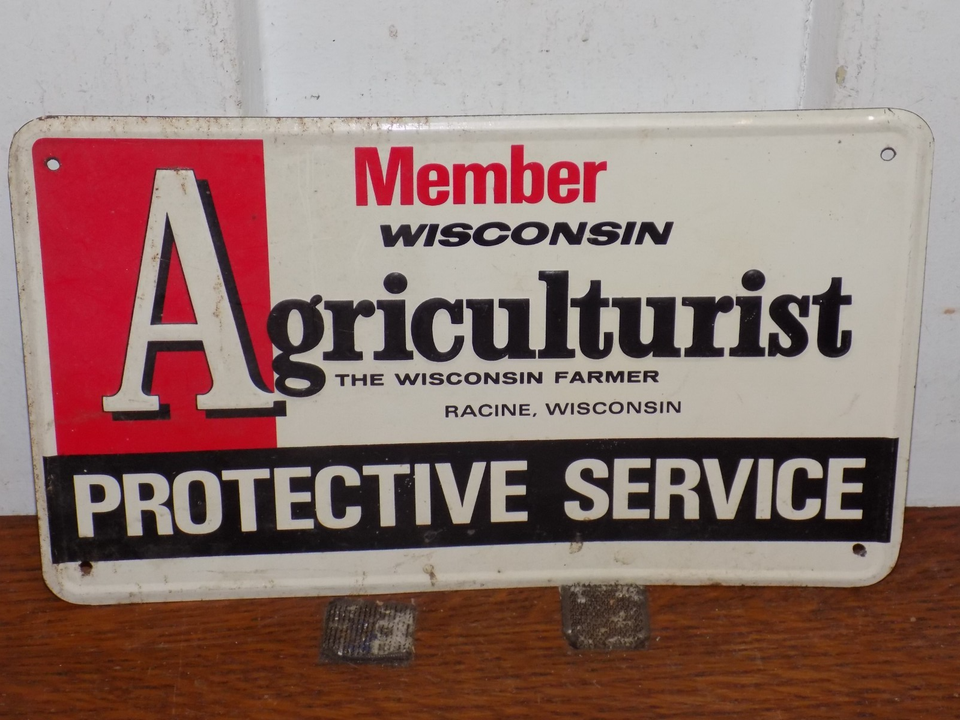 Member
WISCONSIN
Agriculturist
THE WISCONSIN FARMER
RACINE, WISCONSIN
PROTECTIVE SERVICE